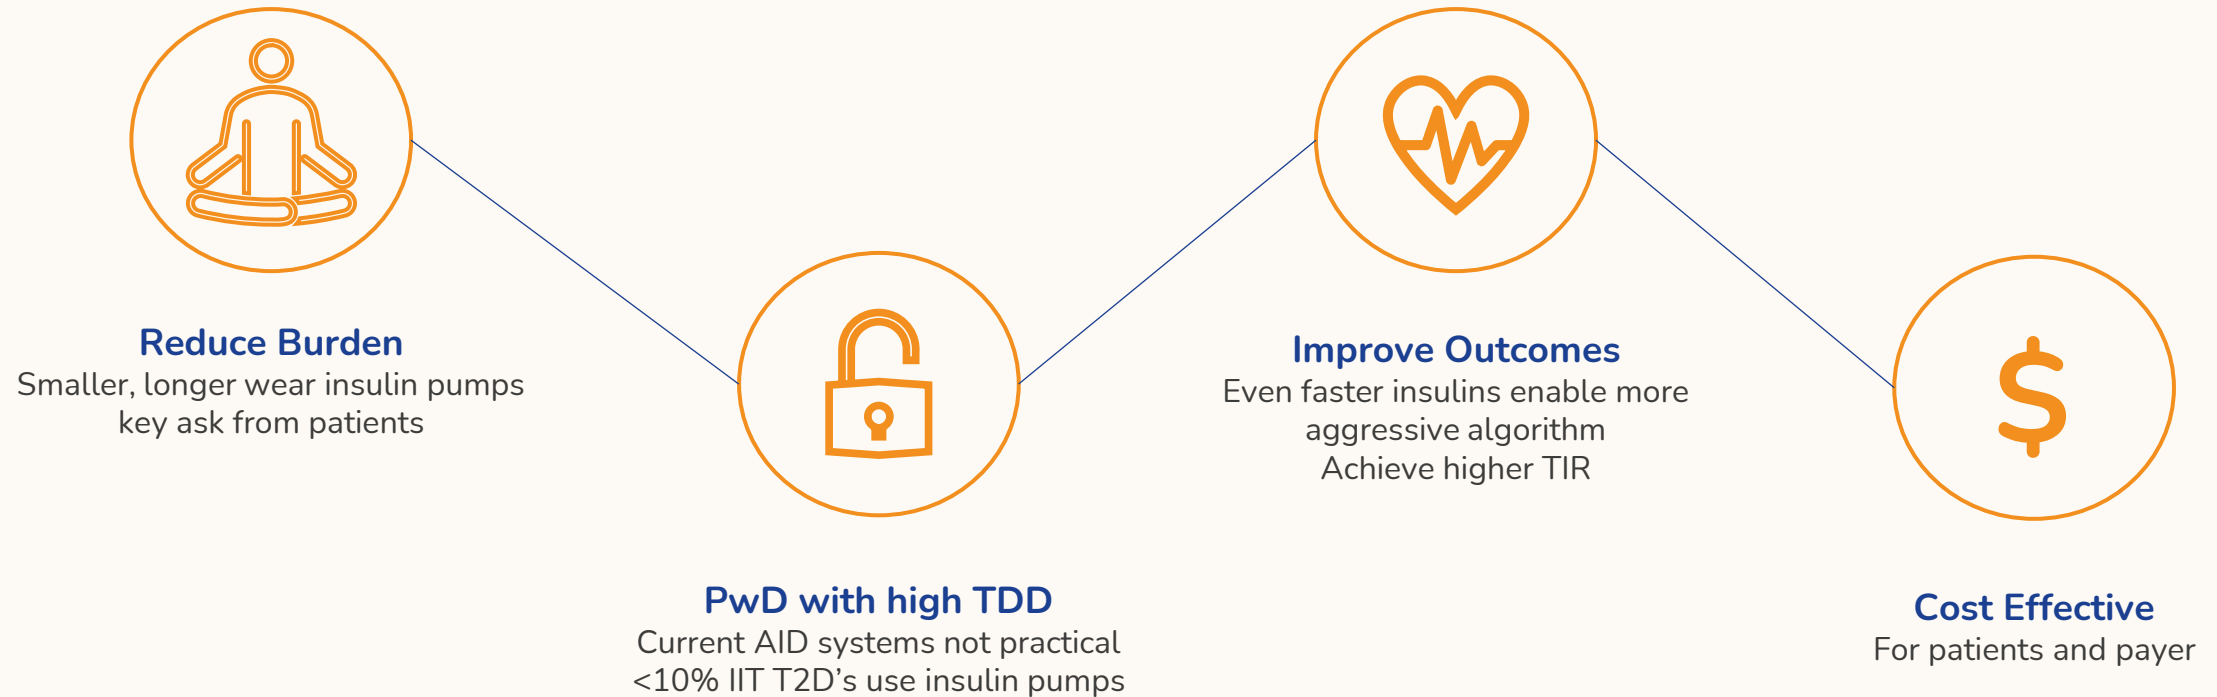 Reduce Burden
Smaller, longer wear insulin pumps
key ask from patients
PwD with high TDD
Current AID systems not practical
<10% IIT T2D’s use insulin pumps
Improve Outcomes
Even faster insulins enable more
aggressive algorithm
Achieve higher TIR
Cost Effective
For patients and payer